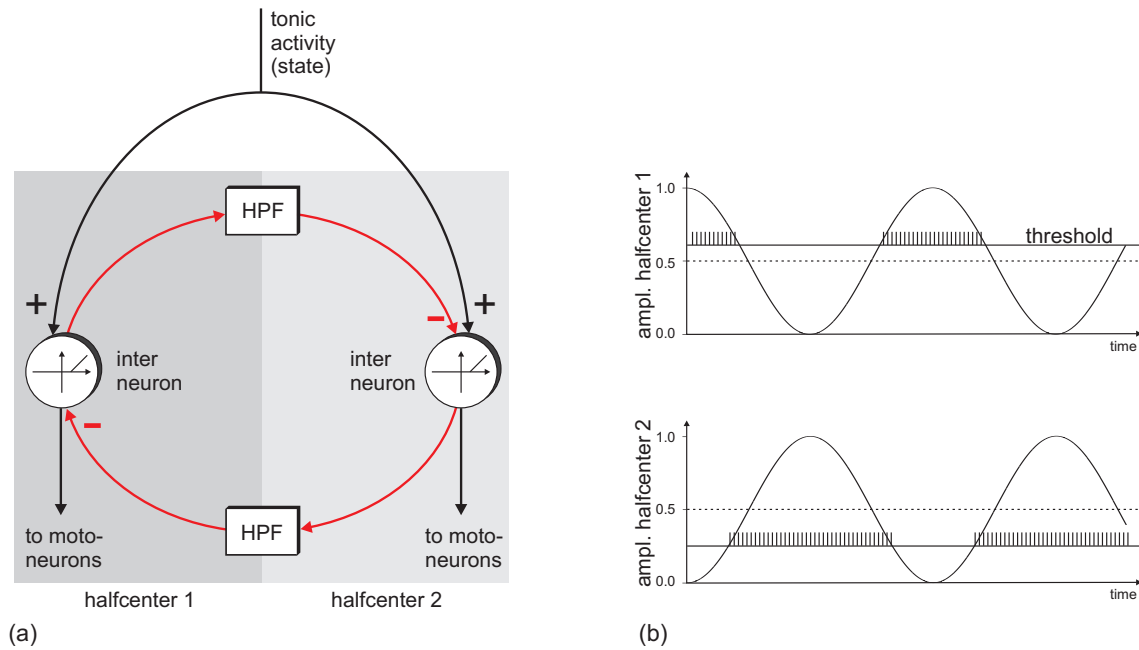 tonic
activity
(state)
HPF
+
+
−
inter
neuron
inter
neuron
−
HPF
to moto-
neurons
to moto-
neurons
halfcenter 1
halfcenter 2
(a)
ampl. halfcenter 1
1.0
threshold
0.5
0.0
time
ampl. halfcenter 2
1.0
0.5
0.0
time
(b)